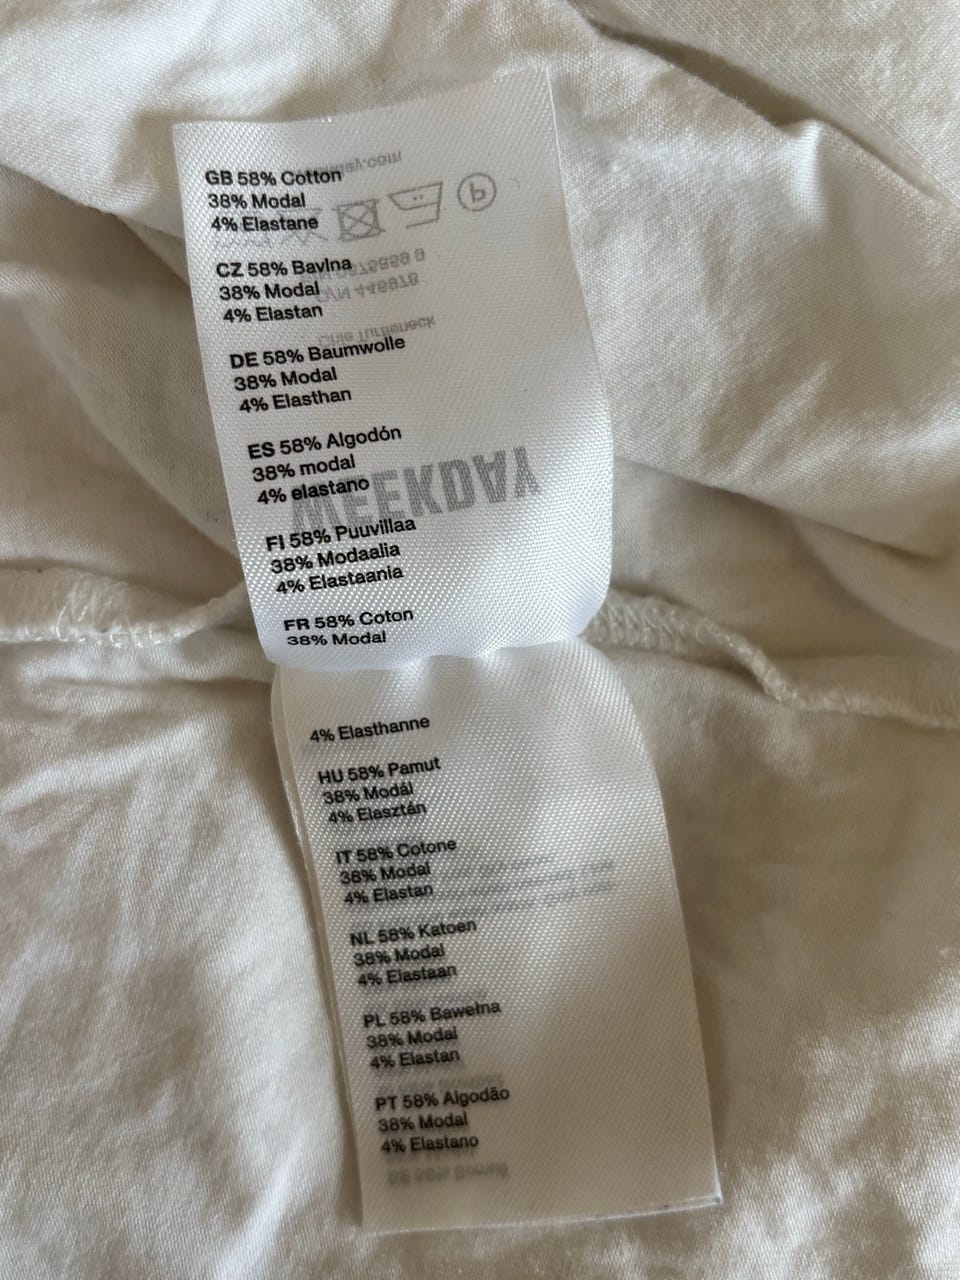 GB 58% Cotton
38% Modal
4% Elastane
CZ 58% Bavlna
38% Modal
4% Elastan
DE 58% Baumwolle
38% Modal
4% Elasthan
ES 58% Algodón
38% modal
4% elastano
WEEKDAY
FI 58% Puuvillaa
38% Modaalia
4% Elastaania
FR 58% Coton
38% Modal
4% Elasthanne
HU 58% Pamut
38% Modál
4% Elasztán
IT 58% Cotone
38% Modal
4% Elastan
NL 58% Katoen
38% Modal
4% Elastaan
PL 58% Bawełna
38% Modal
4% Elastan
PT 58% Algodão
38% Modal
4% Elastano